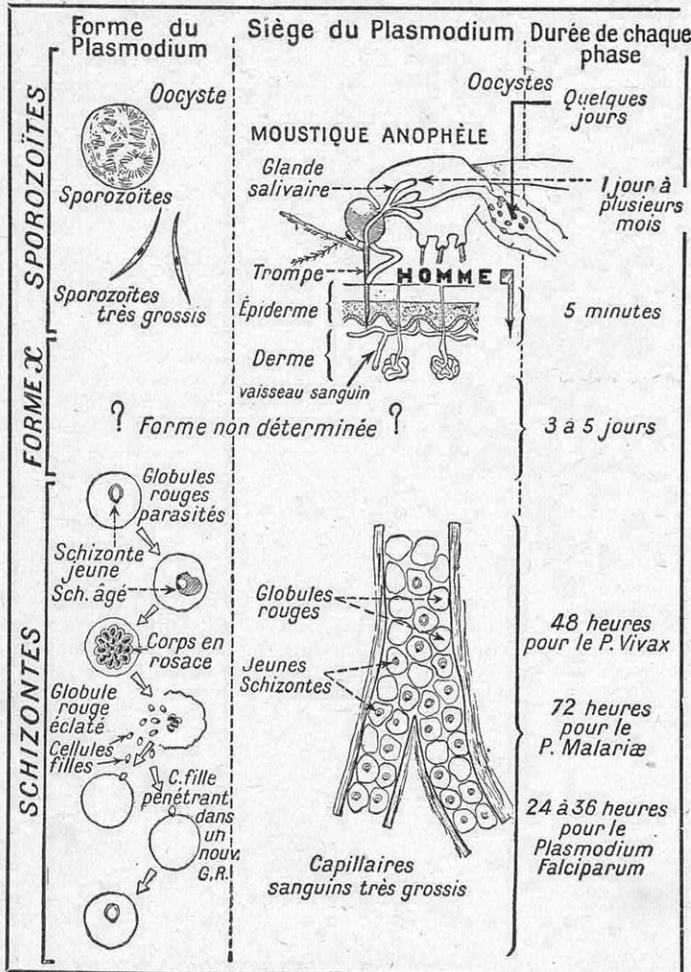 Forme du
Plasmodium
Siège du Plasmodium
Durée de chaque
phase
SPOROZOÏTES
Oocyste
Sporozoïtes
Sporozoïtes
très grossis
Oocystes
MOUSTIQUE ANOPHÈLE
Glande
salivaire
Trompe
HOMME
Épiderme
Derme
vaisseau sanguin
Quelques
jours
1 jour à
plusieurs
mois
5 minutes
FORME X
? Forme non déterminée ?
3 à 5 jours
SCHIZONTES
Globules
rouges
parasités
Schizonte
jeune
Sch. âgé
Corps en
rosace
Globule
rouge
éclaté
Cellules
filles
C. fille
pénétrant
dans
un
nouv.
G.R.
Globules
rouges
Jeunes
Schizontes
Capillaires
sanguins très grossis
48 heures
pour le P. Vivax
72 heures
pour le
P. Malariæ
24 à 36 heures
pour le
Plasmodium
Falciparum